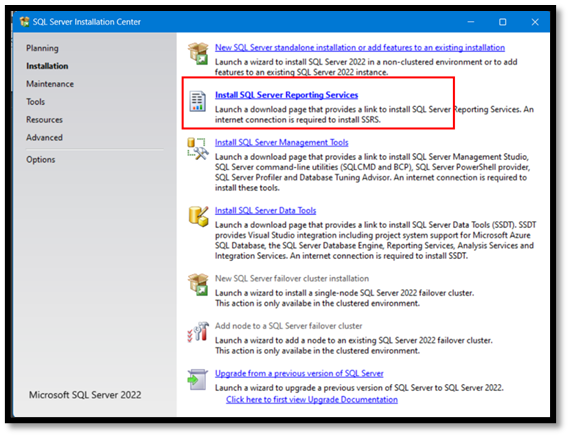 SQL Server Installation Center
Planning
Installation
Maintenance
Tools
Resources
Advanced
Options
Microsoft SQL Server 2022
New SQL Server standalone installation or add features to an existing installation
Launch a wizard to install SQL Server 2022 in a non-clustered environment or to add
features to an existing SQL Server 2022 instance.
Install SQL Server Reporting Services
Launch a download page that provides a link to install SQL Server Reporting Services. An
internet connection is required to install SSRS.
Install SQL Server Management Tools
Launch a download page that provides a link to install SQL Server Management Studio,
SQL Server command-line utilities (SQLCMD and BCP), SQL Server PowerShell provider,
SQL Server Profiler and Database Tuning Advisor. An internet connection is required to
install these tools.
Install SQL Server Data Tools
Launch a download page that provides a link to install SQL Server Data Tools (SSDT). SSDT
provides Visual Studio integration including project system support for Microsoft Azure
SQL Database, the SQL Server Database Engine, Reporting Services, Analysis Services and
Integration Services. An internet connection is required to install SSDT.
New SQL Server failover cluster installation
Launch a wizard to install a single-node SQL Server 2022 failover cluster.
This action is only availabe in the clustered environment.
Add node to a SQL Server failover cluster
Launch a wizard to add a node to an existing SQL Server 2022 failover cluster.
This action is only availabe in the clustered environment.
Upgrade from a previous version of SQL Server
Launch a wizard to upgrade a previous version of SQL Server to SQL Server 2022.
Click here to first view Upgrade Documentation